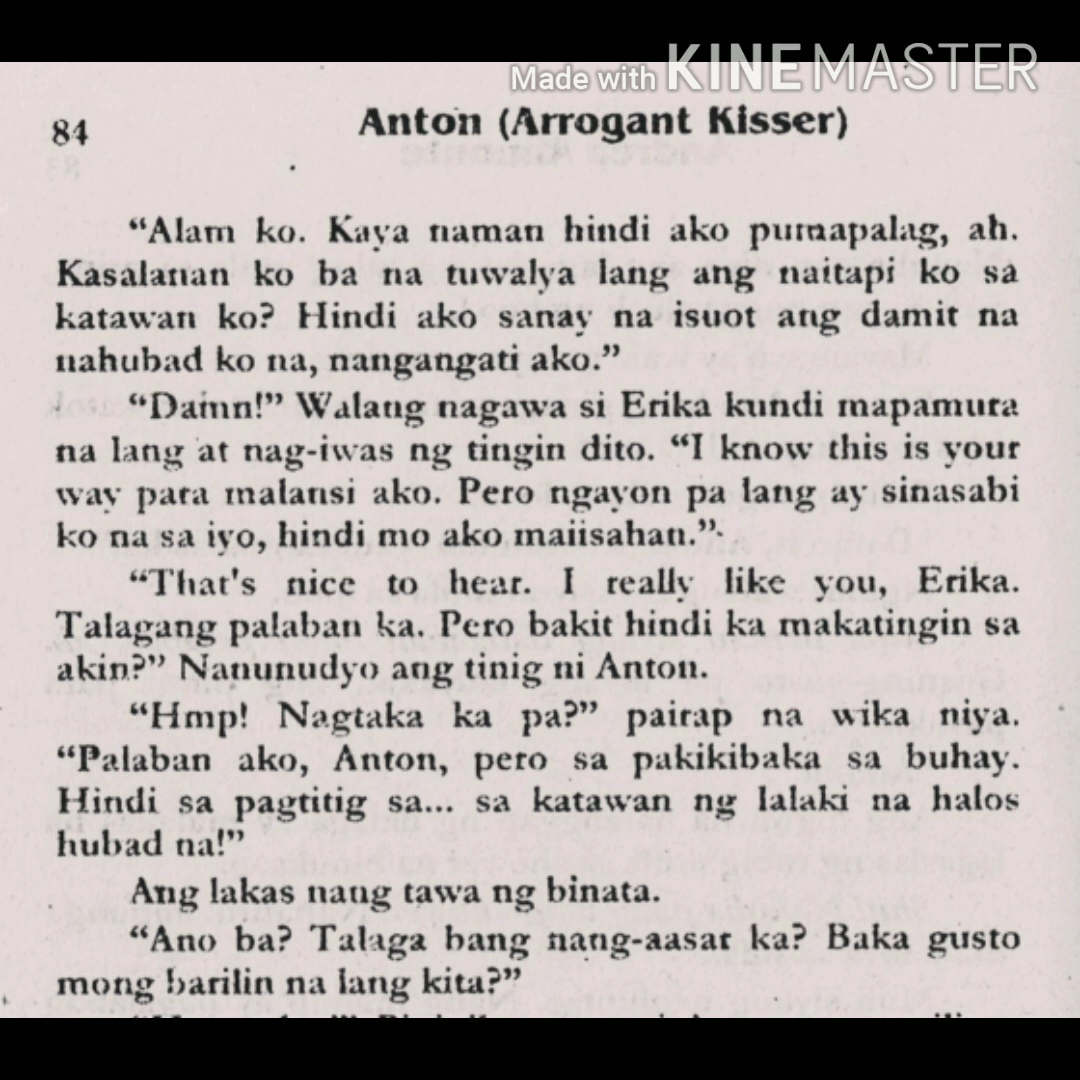 Made with KINEMASTER
84
Anton (Arrogant Kisser)
“Alam ko. Kaya naman hindi ako pumapalag, ah.
Kasalanan ko ba na tuwalya lang ang naitapi ko sa
katawan ko? Hindi ako sanay na isuot ang damit na
nahubad ko na, nangangati ako.”
“Damn!” Walang nagawa si Erika kundi mapamura
na lang at nag-iwas ng tingin dito. “I know this is your
way para malansi ako. Pero ngayon pa lang ay sinasabi
ko na sa iyo, hindi mo ako maiisahan.”
“That's nice to hear. I really like you, Erika.
Talagang palaban ka. Pero bakit hindi ka makatingin sa
akin?” Nanunudyo ang tinig ni Anton.
“Hmp! Nagtaka ka pa?” pairap na wika niya.
“Palaban ako, Anton, pero sa pakikibaka sa buhay.
Hindi sa pagtitig sa... sa katawan ng lalaki na halos
hubad na!”
Ang lakas nang tawa ng binata.
“Ano ba? Talaga bang nang-aasar ka? Baka gusto
mong barilin na lang kita?”